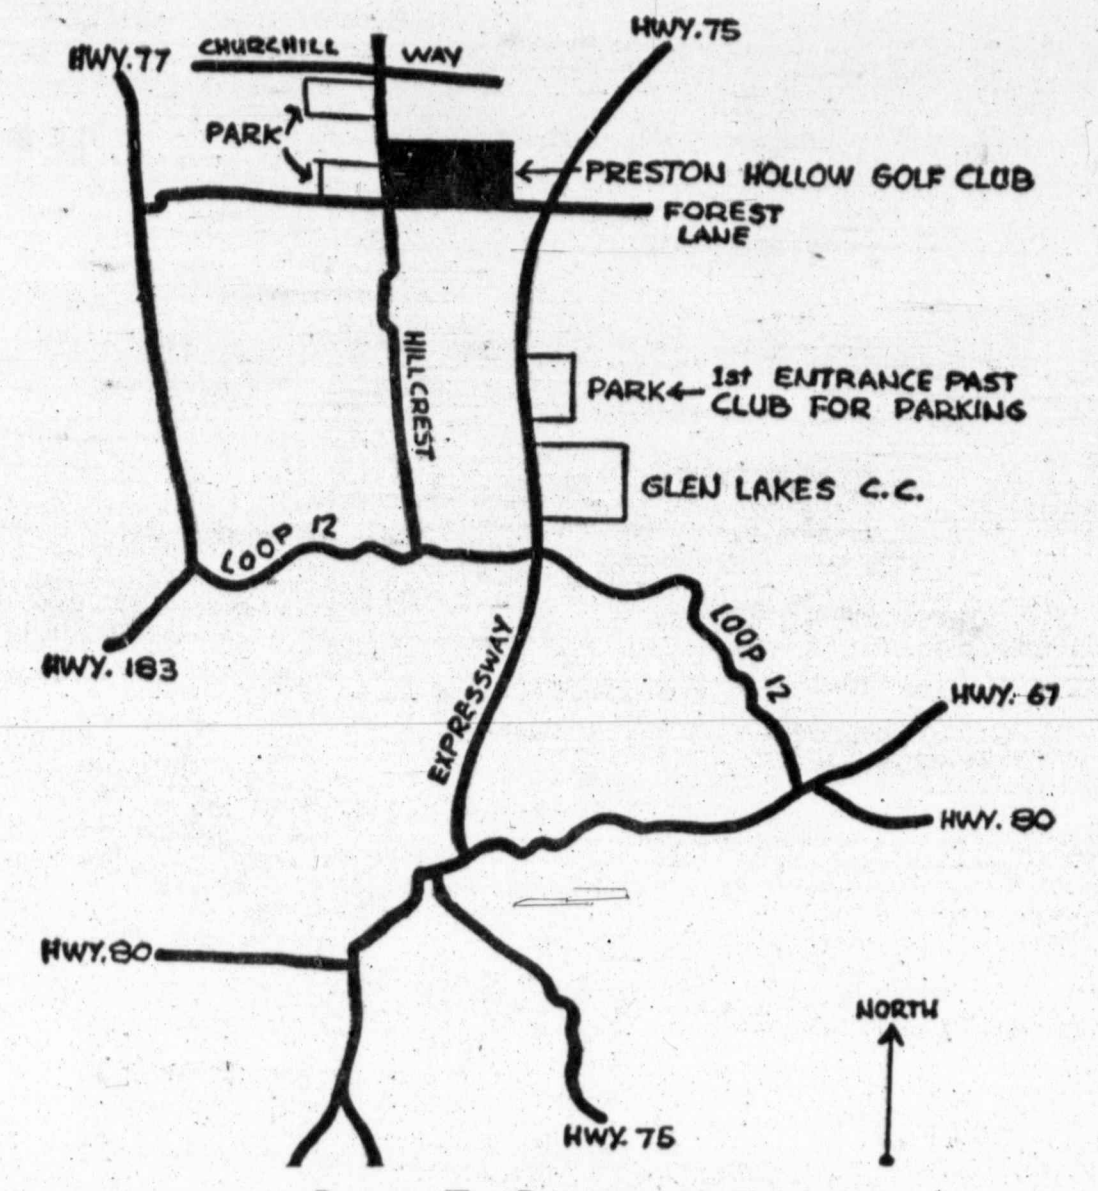 HWY. 77
CHURCHILL WAY
HWY. 75
PARK
PRESTON HOLLOW GOLF CLUB
FOREST
LANE
HILLCREST
PARK
1st ENTRANCE PAST
CLUB FOR PARKING
GLEN LAKES C.C.
LOOP 12
HWY. 183
EXPRESSWAY
LOOP 12
HWY. 67
HWY. 80
HWY. 80
NORTH
HWY. 75